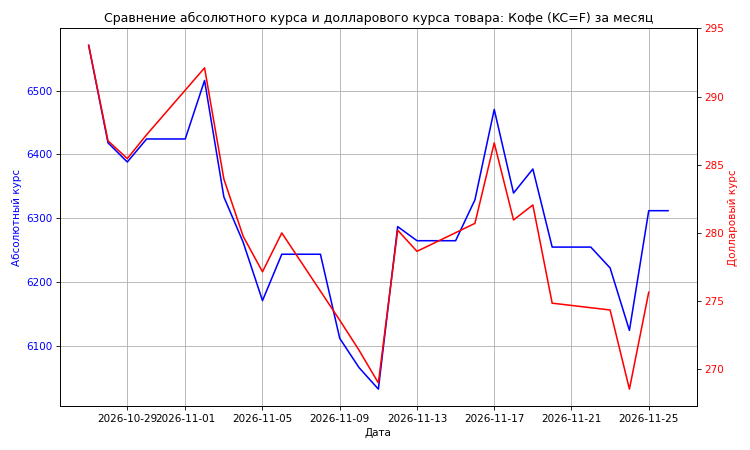 Сравнение абсолютного курса и долларового курса товара: Кофе (KC=F) за месяц
295
6500
290
6400
285
Абсолютный курс
Долларовый курс
6300
280
6200
275
6100
270
2026-10-29 2026-11-01 2026-11-05 2026-11-09 2026-11-13 2026-11-17 2026-11-21 2026-11-25
Дата